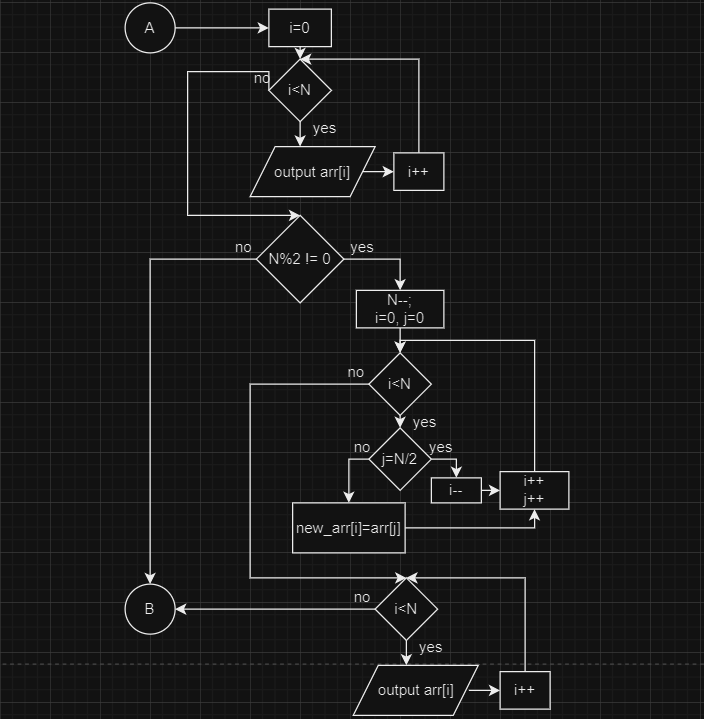 A
i=0
no
i<N
yes
output arr[i]
i++
no
yes
N%2 != 0
N--;
i=0, j=0
no
i<N
yes
no
yes
j=N/2
i--
i++
j++
new_arr[i]=arr[j]
no
B
i<N
yes
output arr[i]
i++